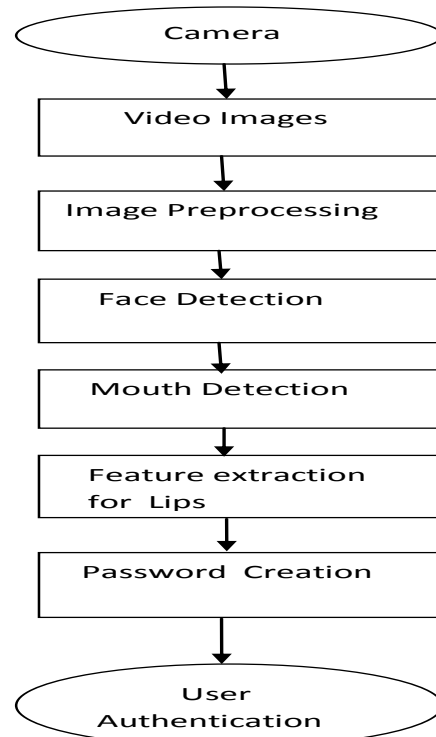 Camera
Video Images
Image Preprocessing
Face Detection
Mouth Detection
Feature extraction
for Lips
Password Creation
User
Authentication